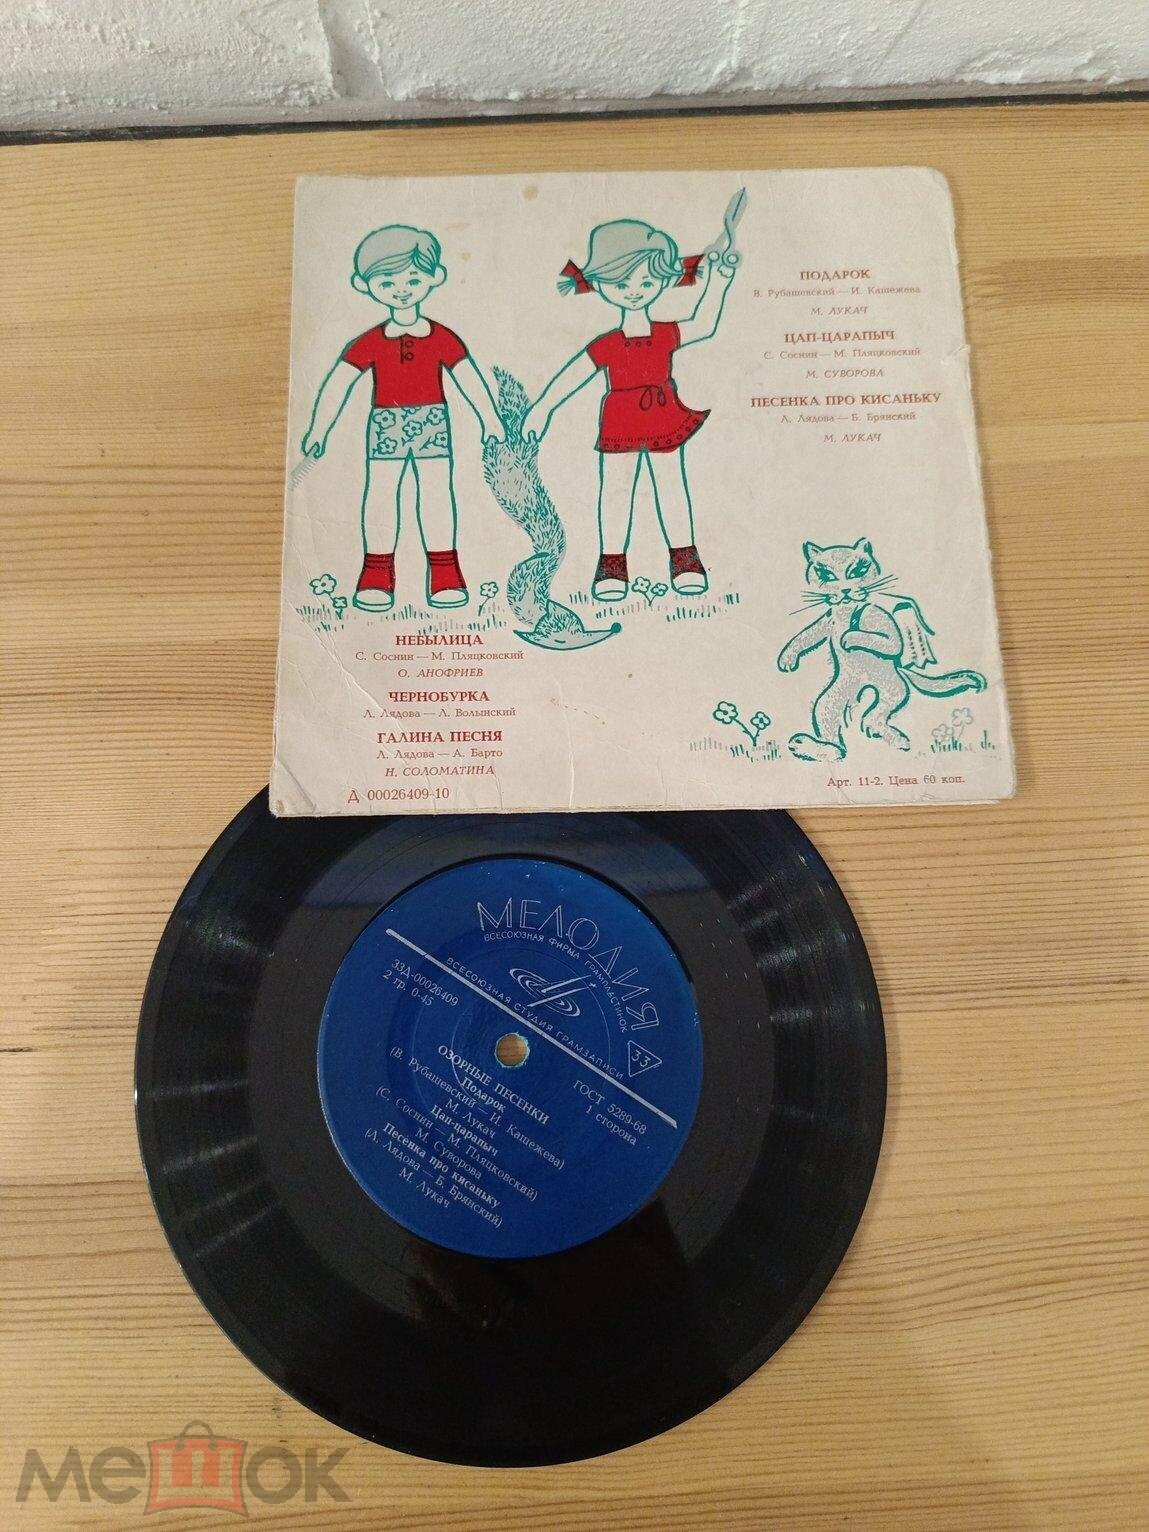 ПОДАРОК
В. Рубашевский — И. Кашежева
М. ЛУКАЧ
ЦАП-ЦАРАПЫЧ
С. Соснин — М. Пляцковский
М. СУВОРОВА
ПЕСЕНКА ПРО КИСАНЬКУ
Л. Лядова — Б. Брянский
М. ЛУКАЧ
НЕБЫЛИЦА
С. Соснин — М. Пляцковский
О. АНОФРИЕВ
ЧЕРНОБУРКА
Л. Лядова — Л. Волынский
ГАЛИНА ПЕСНЯ
Л. Лядова — А. Барто
Н. СОЛОМАТИНА
Д 00026409-10
Арт. 11-2. Цена 60 коп.
МЕЛОДИЯ
ВСЕСОЮЗНАЯ ФИРМА ГРАМПЛАСТИНОК
ВСЕСОЮЗНАЯ СТУДИЯ ГРАМЗАПИСИ
33
33Д-00026409
2 гр. 0-45
ГОСТ 5289-68
1 сторона
ОЗОРНЫЕ ПЕСЕНКИ
Подарок
(В. Рубашевский — И. Кашежева)
М. Лукач
Цап-царапыч
(С. Соснин — М. Пляцковский)
М. Суворова
Песенка про кисаньку
(Л. Лядова — Б. Брянский)
М. Лукач
мешок